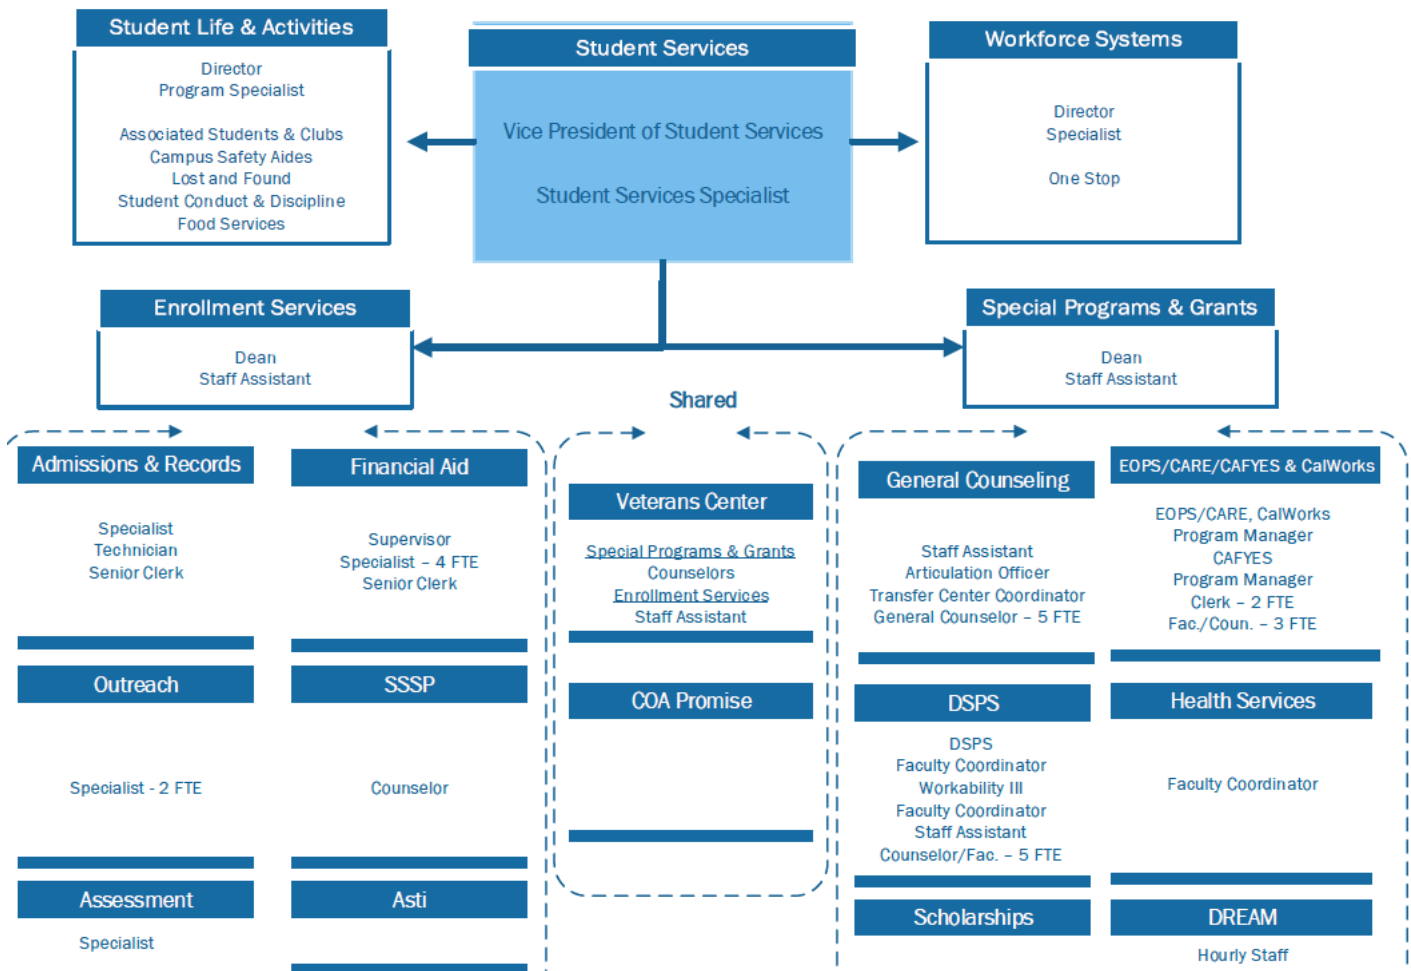 Student Life & Activities
Director
Program Specialist
Associated Students & Clubs
Campus Safety Aides
Lost and Found
Student Conduct & Discipline
Food Services
Student Services
Vice President of Student Services
Student Services Specialist
Workforce Systems
Director
Specialist
One Stop
Enrollment Services
Dean
Staff Assistant
Special Programs & Grants
Dean
Staff Assistant
Shared
Admissions & Records
Specialist
Technician
Senior Clerk
Financial Aid
Supervisor
Specialist – 4 FTE
Senior Clerk
Veterans Center
Special Programs & Grants
Counselors
Enrollment Services
Staff Assistant
General Counseling
Staff Assistant
Articulation Officer
Transfer Center Coordinator
General Counselor – 5 FTE
EOPS/CARE/CAFYES & CalWorks
EOPS/CARE, CalWorks
Program Manager
CAFYES
Program Manager
Clerk – 2 FTE
Fac./Coun. – 3 FTE
Outreach
Specialist - 2 FTE
SSSP
Counselor
COA Promise
DSPS
DSPS
Faculty Coordinator
Workability III
Faculty Coordinator
Staff Assistant
Counselor/Fac. – 5 FTE
Health Services
Faculty Coordinator
Assessment
Specialist
Asti
Scholarships
DREAM
Hourly Staff